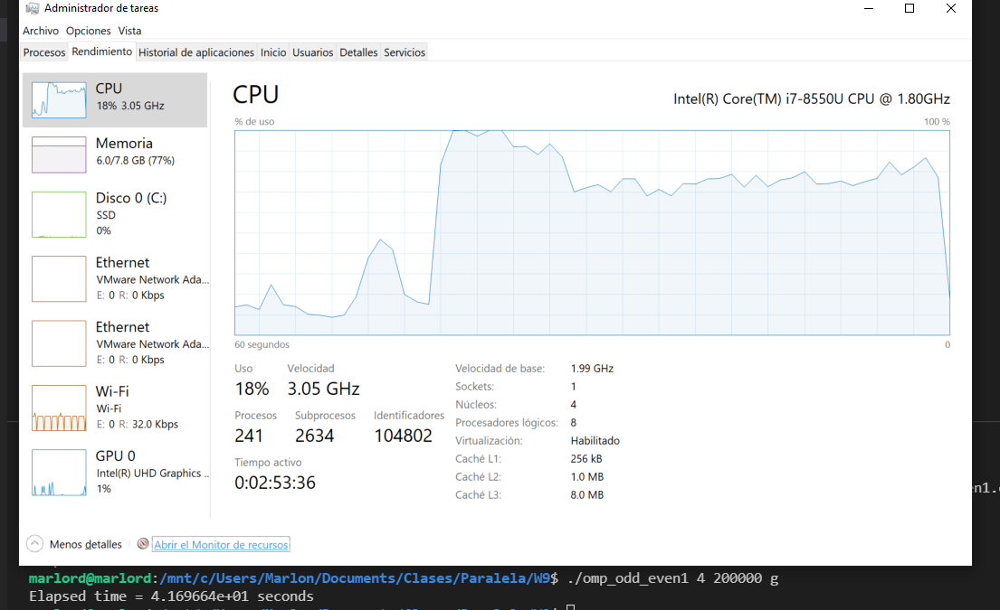 Administrador de tareas
Archivo Opciones Vista
Procesos Rendimiento Historial de aplicaciones Inicio Usuarios Detalles Servicios
CPU
18% 3.05 GHz
Memoria
6.0/7.8 GB (77%)
Disco 0 (C:)
SSD
0%
Ethernet
VMware Network Ada...
E: 0 R: 0 Kbps
Ethernet
VMware Network Ada...
E: 0 R: 0 Kbps
Wi-Fi
Wi-Fi
E: 0 R: 32.0 Kbps
GPU 0
Intel(R) UHD Graphics ..
1%
CPU
Intel(R) Core(TM) i7-8550U CPU @ 1.80GHz
% de uso 100 %
60 segundos 0
Uso Velocidad
18% 3.05 GHz
Procesos Subprocesos Identificadores
241 2634 104802
Tiempo activo
0:02:53:36
Velocidad de base: 1.99 GHz
Sockets: 1
Núcleos: 4
Procesadores lógicos: 8
Virtualización: Habilitado
Caché L1: 256 kB
Caché L2: 1.0 MB
Caché L3: 8.0 MB
Menos detalles Abrir el Monitor de recursos
marlord@marlord:/mnt/c/Users/Marlon/Documents/Clases/Paralela/W9$ ./omp_odd_even1 4 200000 g
Elapsed time = 4.169664e+01 seconds